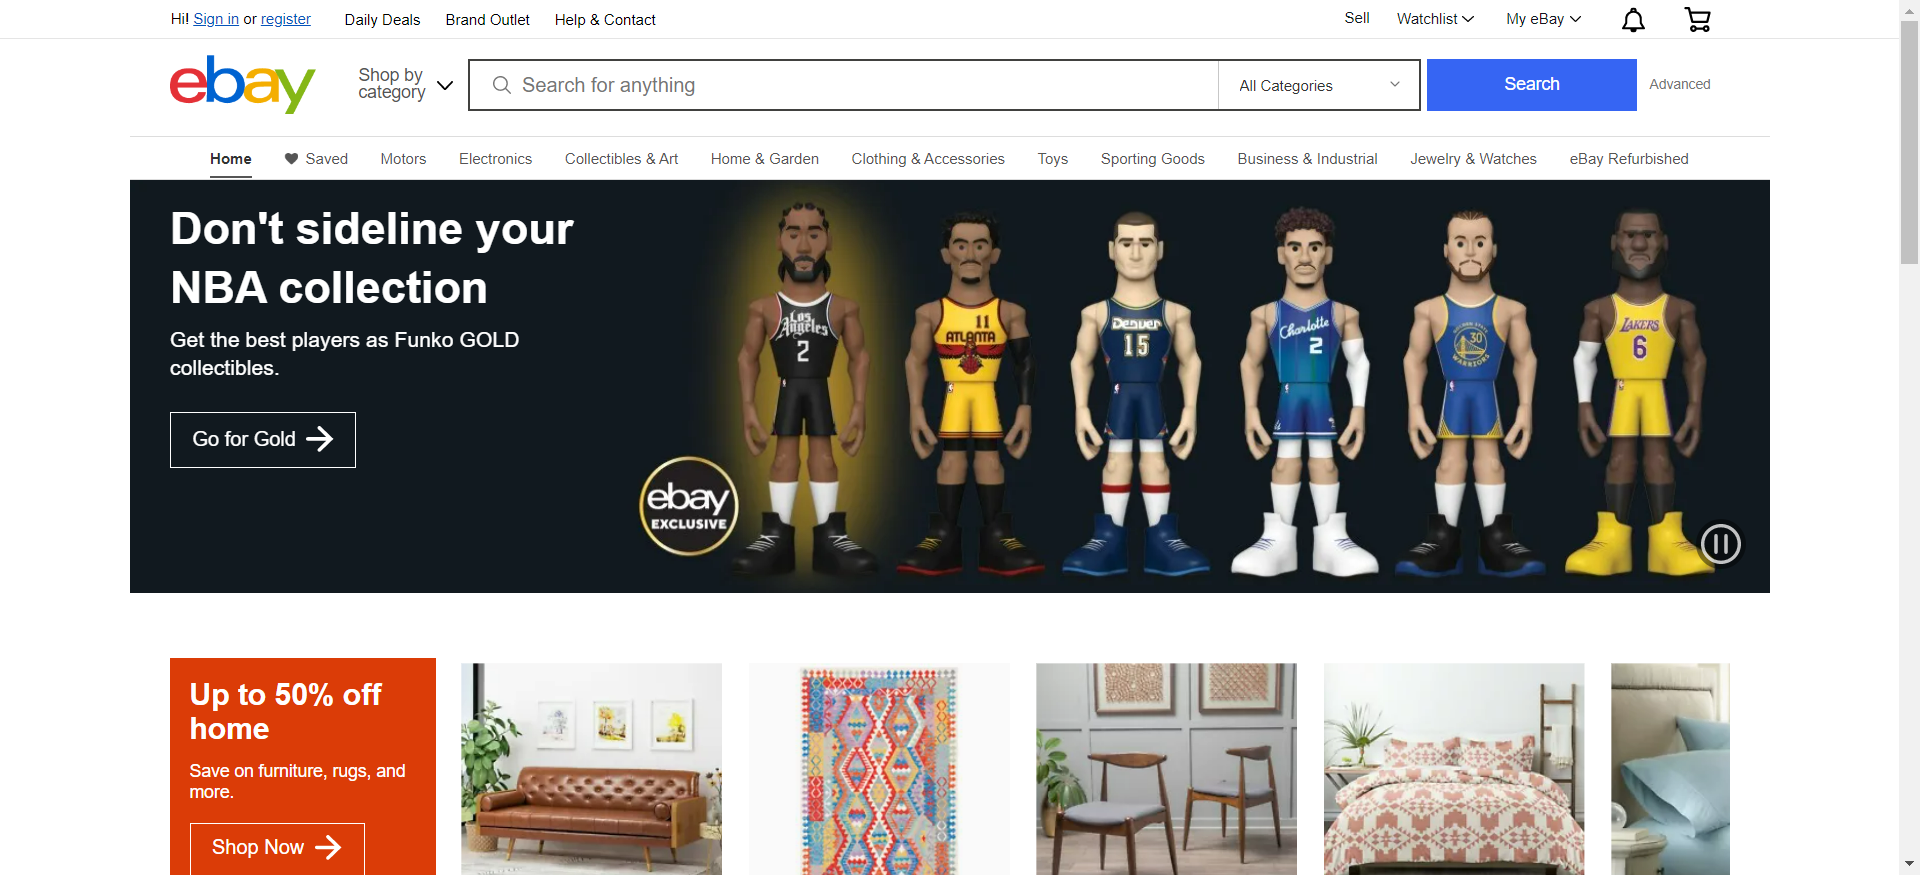 Hi! Sign in or register
Daily Deals
Brand Outlet
Help & Contact
Sell
Watchlist
My eBay
ebay
Shop by
category
Search for anything
All Categories
Search
Advanced
Home
Saved
Motors
Electronics
Collectibles & Art
Home & Garden
Clothing & Accessories
Toys
Sporting Goods
Business & Industrial
Jewelry & Watches
eBay Refurbished
Don't sideline your
NBA collection
Get the best players as Funko GOLD
collectibles.
Go for Gold
ebay
EXCLUSIVE
Los
Angeles
2
11
ATLANTA
Denver
15
Charlotte
2
GOLDEN STATE
30
WARRIORS
LAKERS
6
Up to 50% off
home
Save on furniture, rugs, and
more.
Shop Now